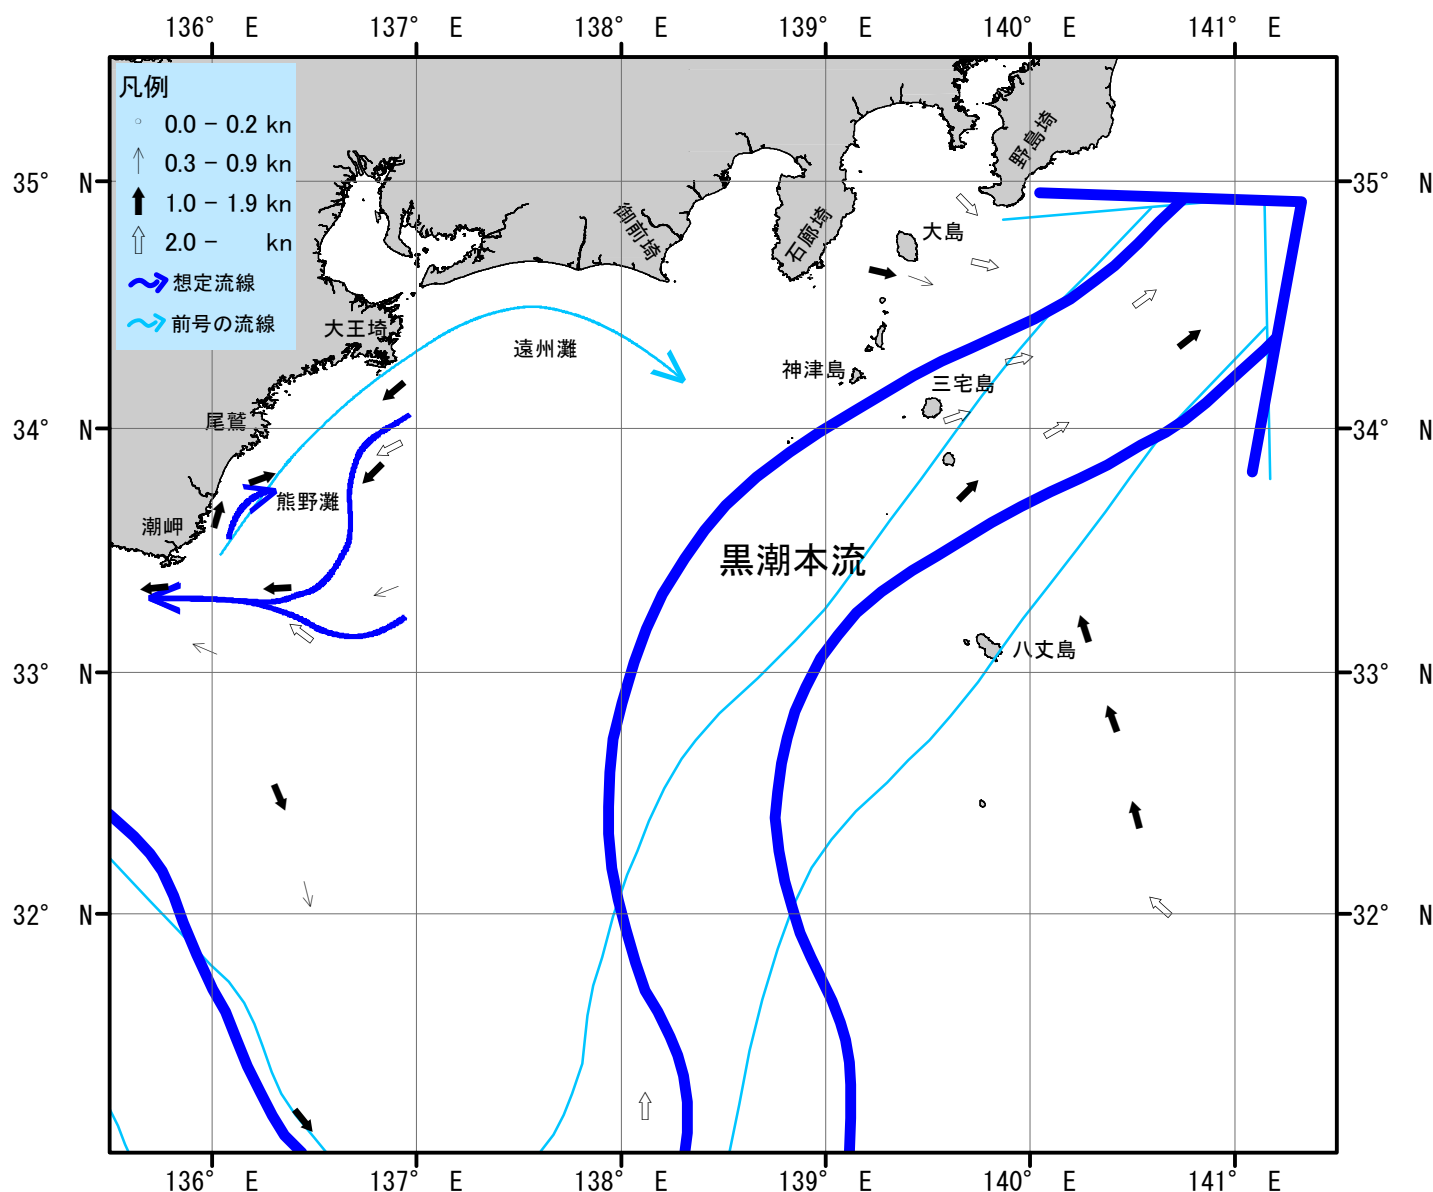 136° E 137° E 138° E 139° E 140° E 141° E
凡例
0.0 - 0.2 kn
0.3 - 0.9 kn
1.0 - 1.9 kn
2.0 - kn
想定流線
前号の流線
35° N
35° N
野島埼
御前埼
石廊埼
大島
大王埼
遠州灘
神津島
三宅島
尾鷲
34° N
34° N
熊野灘
潮岬
黒潮本流
八丈島
33° N
33° N
32° N
32° N
136° E 137° E 138° E 139° E 140° E 141° E